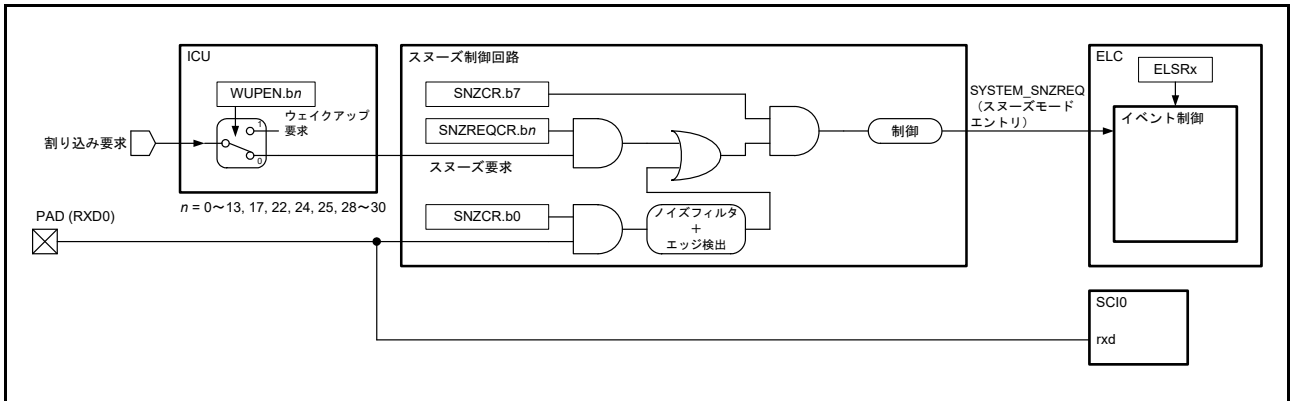 ICU
WUPEN.bn
1
ウェイクアップ
要求
0
割り込み要求
n = 0～13, 17, 22, 24, 25, 28～30
PAD (RXD0)
スヌーズ制御回路
SNZCR.b7
SNZREQCR.bn
スヌーズ要求
SNZCR.b0
ノイズフィルタ
＋
エッジ検出
制御
SYSTEM_SNZREQ
（スヌーズモード
エントリ）
ELC
ELSRx
イベント制御
SCI0
rxd